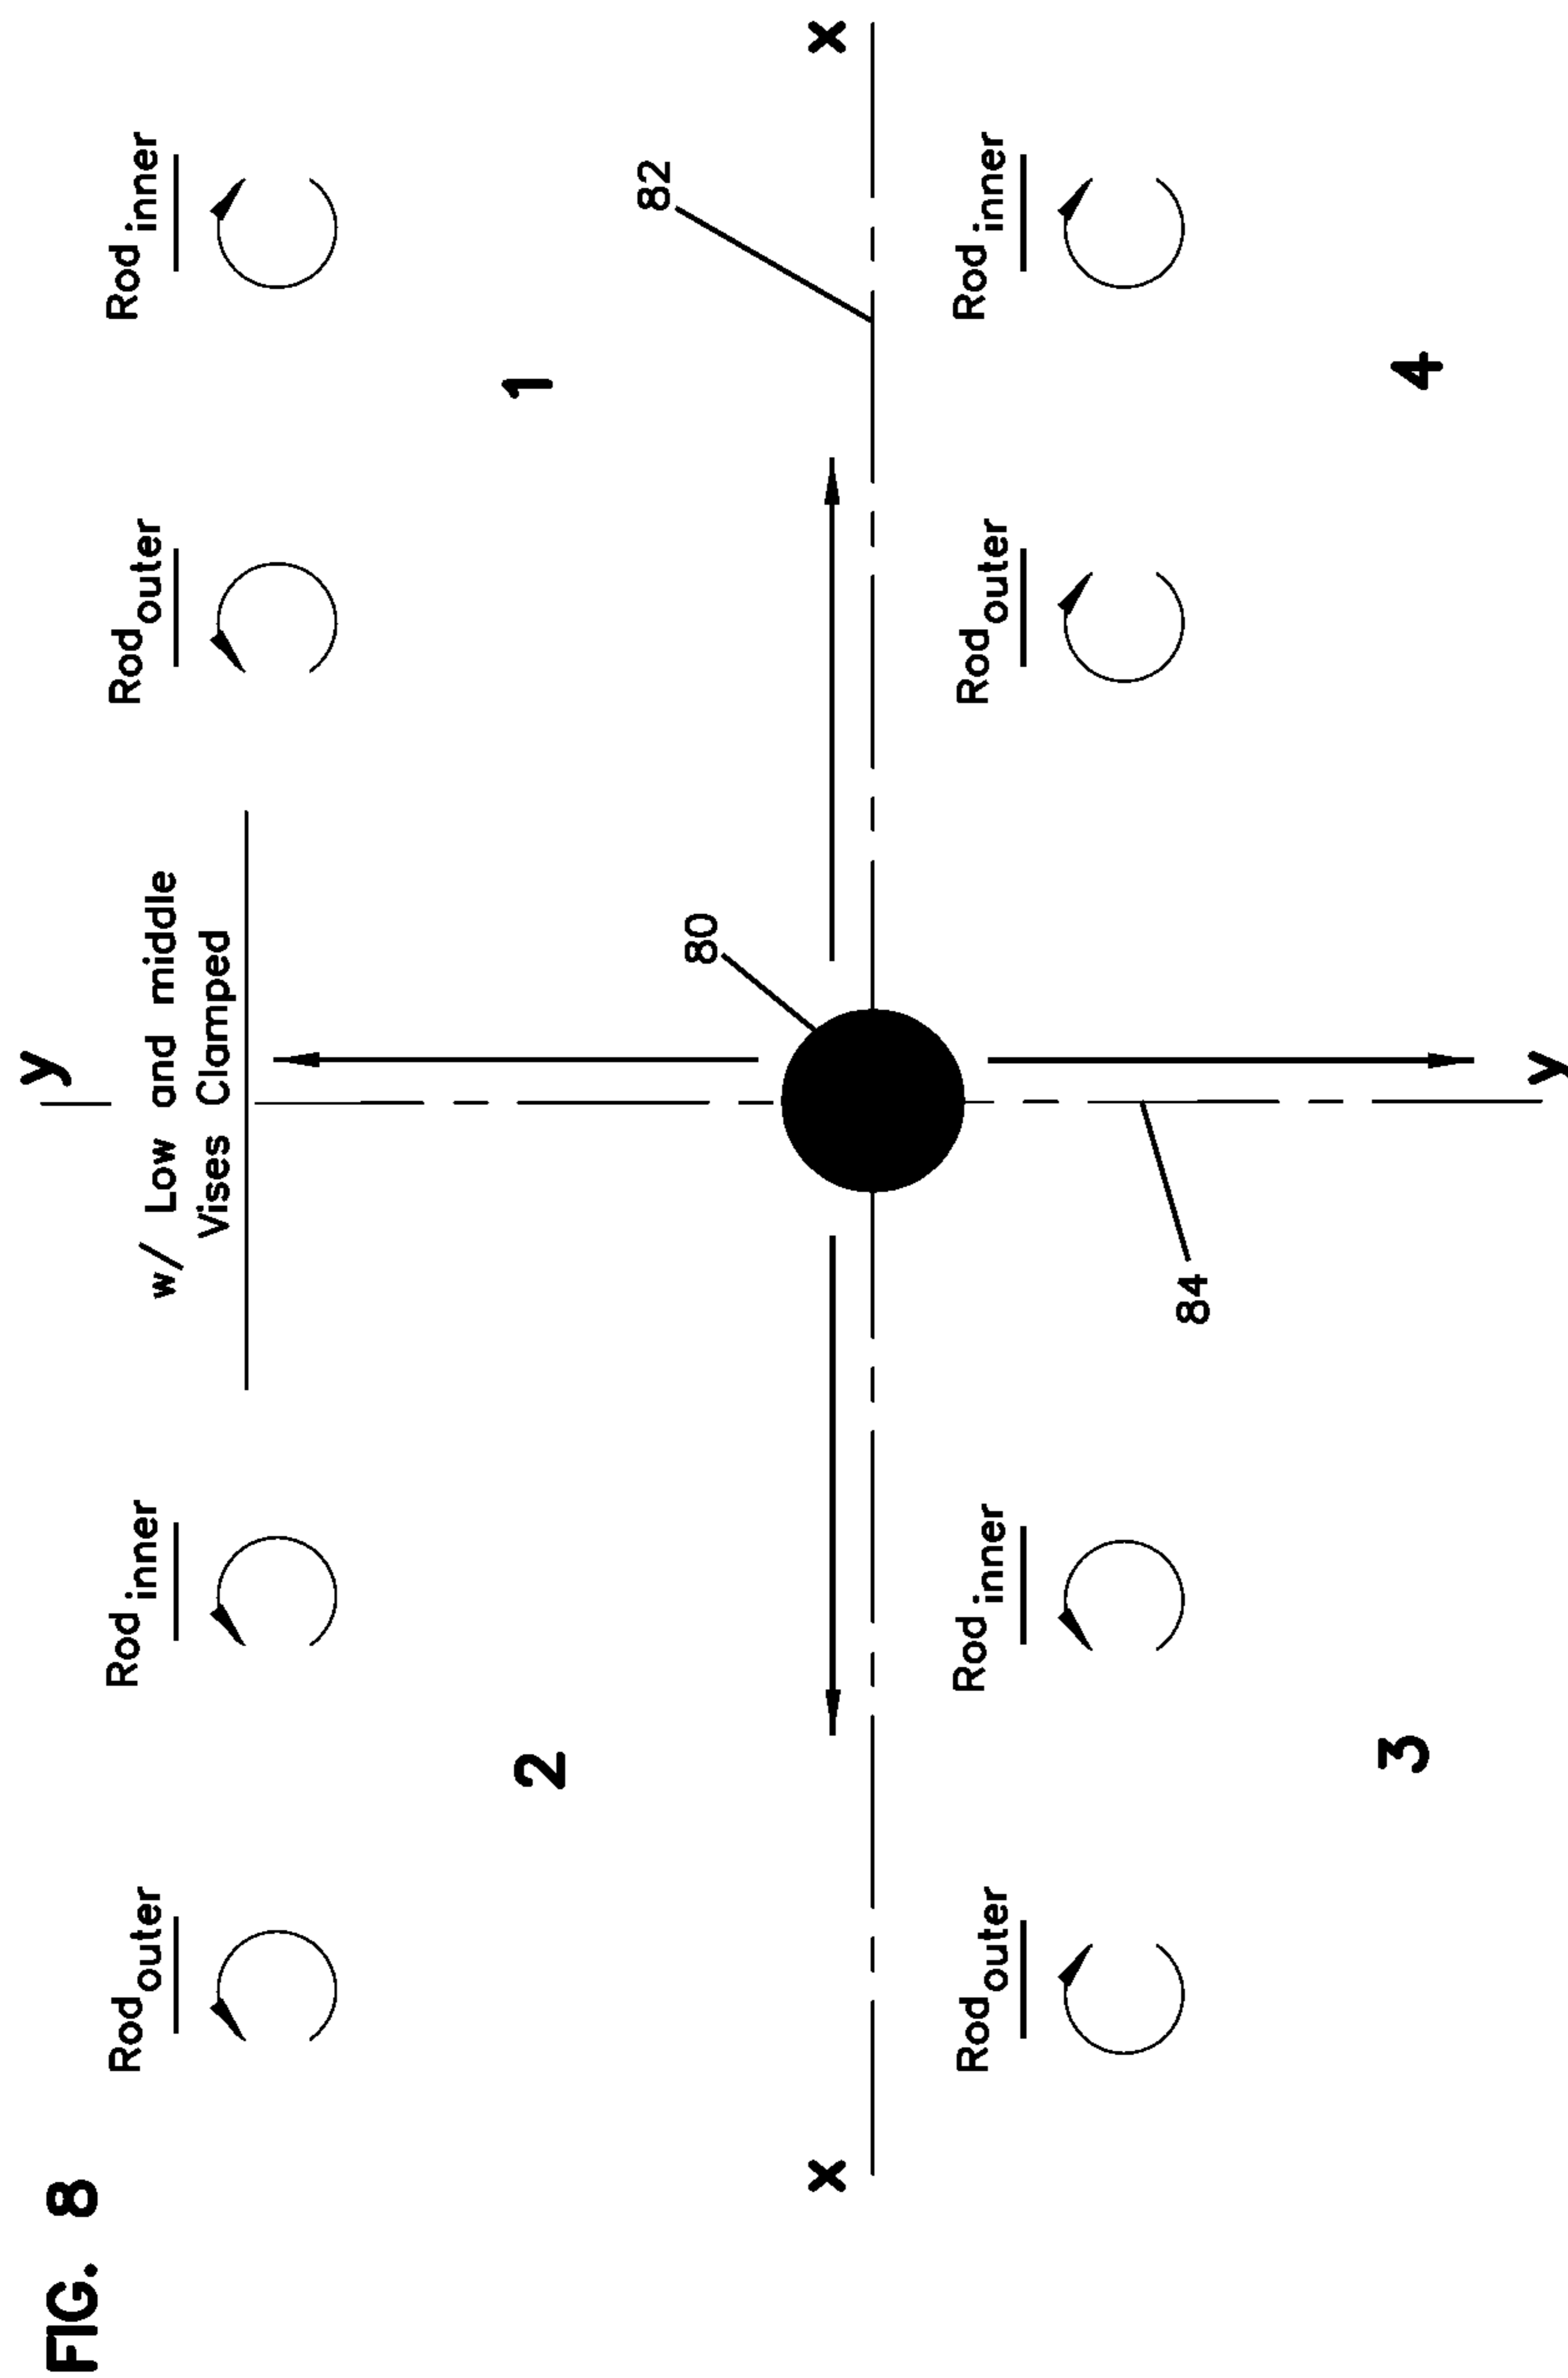 FIG. 8
y
w/ Low and middle
Vises Clamped
Rod outer
Rod inner
Rod outer
Rod inner
2
1
80
82
x
x
Rod outer
Rod inner
Rod outer
Rod inner
84
3
4
y